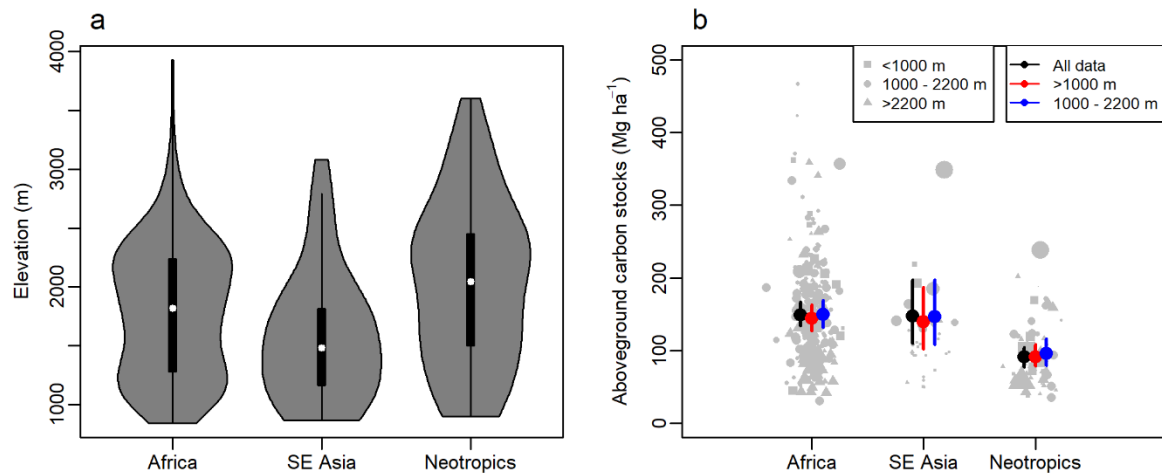 a
Elevation (m)
4000
3000
2000
1000
Africa
SE Asia
Neotropics
b
Aboveground carbon stocks (Mg ha⁻¹)
500
400
300
200
100
0
<1000 m
1000 - 2200 m
>2200 m
All data
>1000 m
1000 - 2200 m
Africa
SE Asia
Neotropics